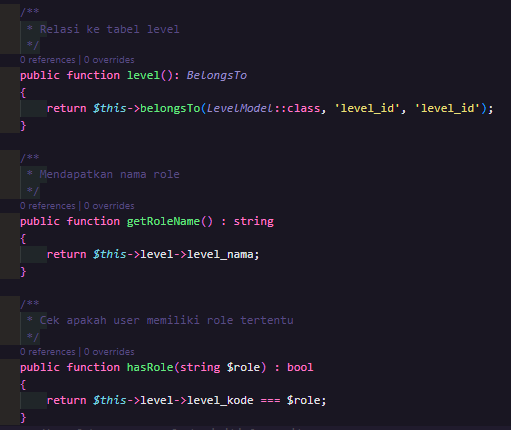 /**
 * Relasi ke tabel level
 */
0 references | 0 overrides
public function level(): BelongsTo
{
    return $this->belongsTo(LevelModel::class, 'level_id', 'level_id');
}
/**
 * Mendapatkan nama role
 */
0 references | 0 overrides
public function getRoleName() : string
{
    return $this->level->level_nama;
}
/**
 * Cek apakah user memiliki role tertentu
 */
0 references | 0 overrides
public function hasRole(string $role) : bool
{
    return $this->level->level_kode === $role;
}